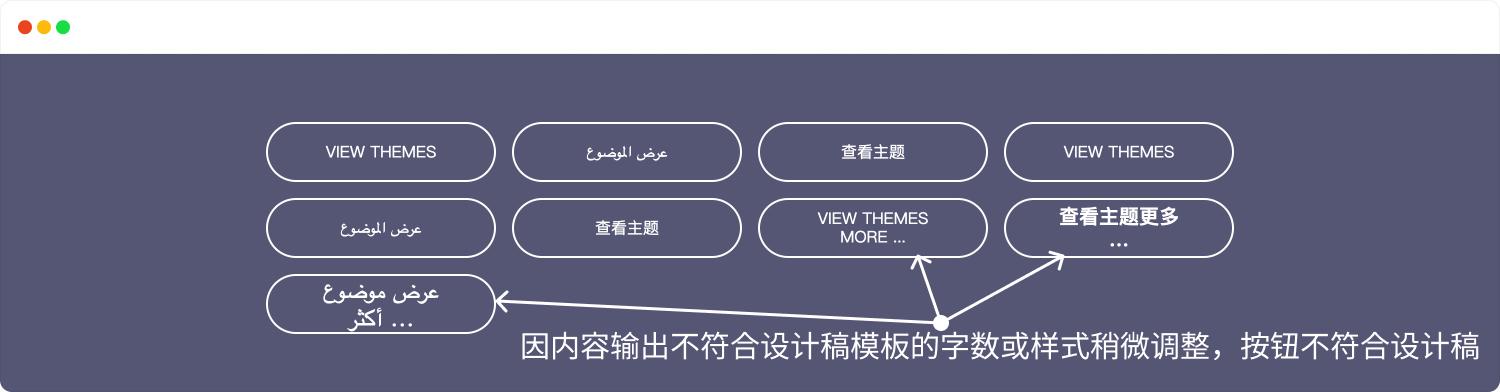 VIEW THEMES
عرض الموضوع
查看主题
VIEW THEMES
عرض الموضوع
查看主题
VIEW THEMES
MORE ...
查看主题更多
...
عرض موضوع
أكثر ...
因内容输出不符合设计稿模板的字数或样式稍微调整，按钮不符合设计稿